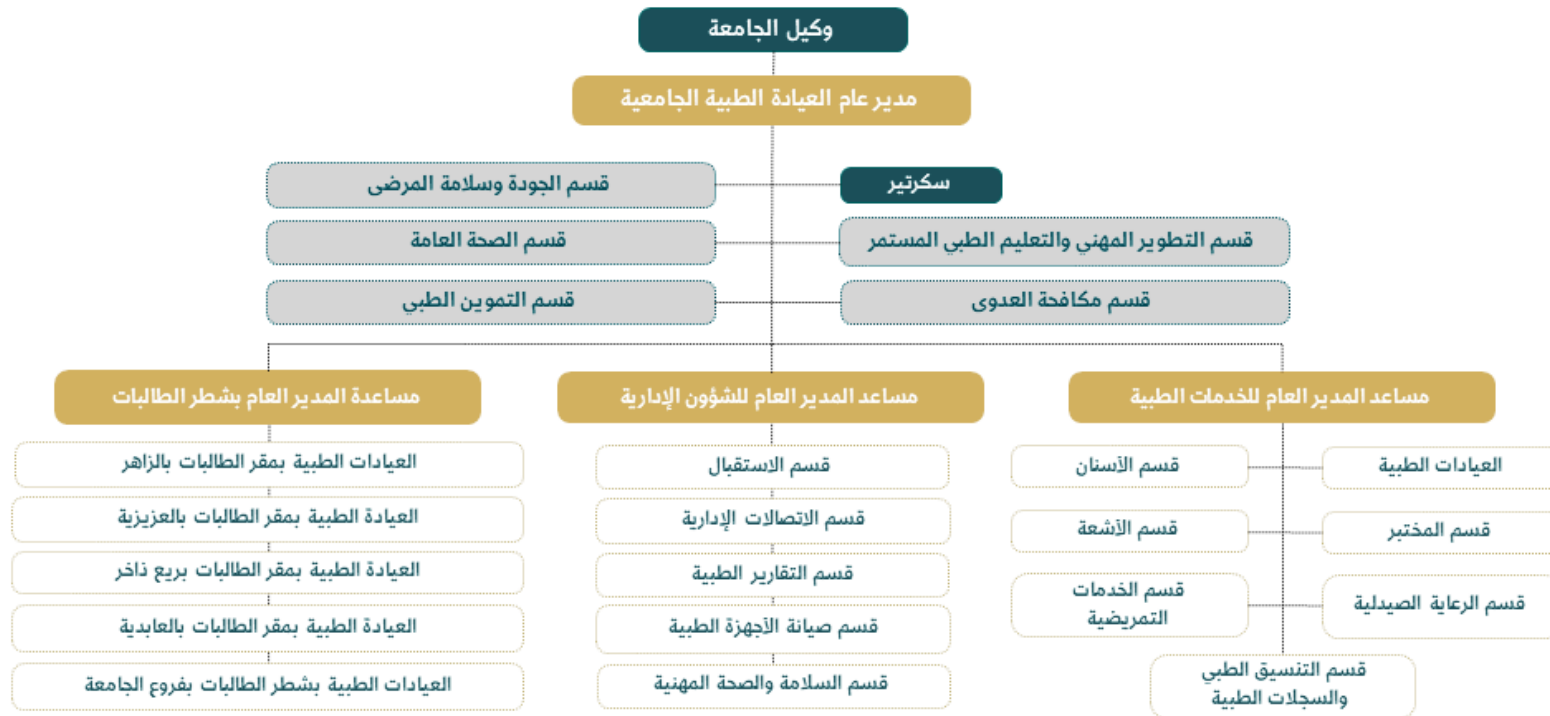 وكيل الجامعة
مدير عام العيادة الطبية الجامعية
سكرتير
قسم الجودة وسلامة المرضى
قسم التطوير المهني والتعليم الطبي المستمر
قسم الصحة العامة
قسم مكافحة العدوى
قسم التموين الطبي
مساعد المدير العام للخدمات الطبية
مساعد المدير العام للشؤون الإدارية
مساعدة المدير العام بشطر الطالبات
العيادات الطبية
قسم الأسنان
قسم المختبر
قسم الأشعة
قسم الرعاية الصيدلية
قسم الخدمات
التمريضية
قسم التنسيق الطبي
والسجلات الطبية
قسم الاستقبال
قسم الاتصالات الإدارية
قسم التقارير الطبية
قسم صيانة الأجهزة الطبية
قسم السلامة والصحة المهنية
العيادات الطبية بمقر الطالبات بالزاهر
العيادة الطبية بمقر الطالبات بالعزيزية
العيادة الطبية بمقر الطالبات بريع ذاخر
العيادة الطبية بمقر الطالبات بالعابدية
العيادات الطبية بشطر الطالبات بفروع الجامعة